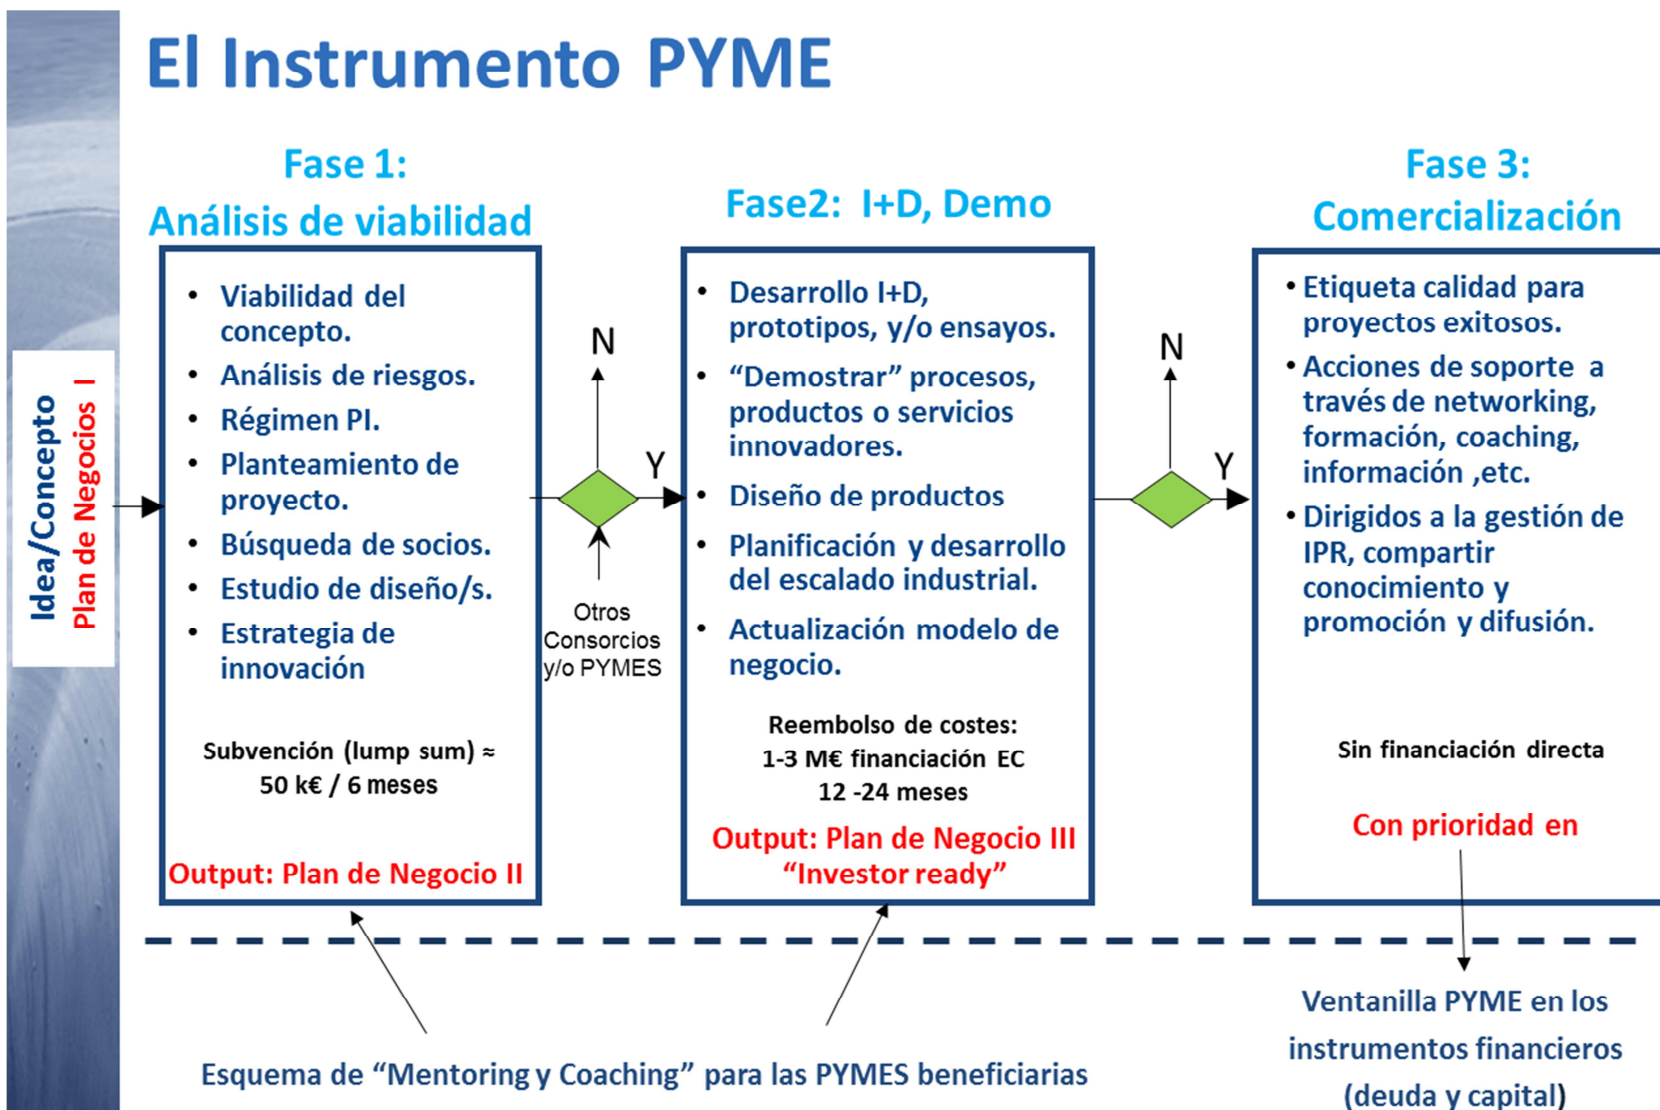 El Instrumento PYME
Idea/Concepto
Plan de Negocios I
Fase 1:
Análisis de viabilidad
• Viabilidad del
concepto.
• Análisis de riesgos.
• Régimen PI.
• Planteamiento de
proyecto.
• Búsqueda de socios.
• Estudio de diseño/s.
• Estrategia de
innovación
Subvención (lump sum) ≈
50 k€ / 6 meses
Output: Plan de Negocio II
N
Y
Otros
Consorcios
y/o PYMES
Fase2: I+D, Demo
• Desarrollo I+D,
prototipos, y/o ensayos.
• “Demostrar” procesos,
productos o servicios
innovadores.
• Diseño de productos
• Planificación y desarrollo
del escalado industrial.
• Actualización modelo de
negocio.
Reembolso de costes:
1-3 M€ financiación EC
12 -24 meses
Output: Plan de Negocio III
“Investor ready”
N
Y
Fase 3:
Comercialización
• Etiqueta calidad para
proyectos exitosos.
• Acciones de soporte a
través de networking,
formación, coaching,
información ,etc.
• Dirigidos a la gestión de
IPR, compartir
conocimiento y
promoción y difusión.
Sin financiación directa
Con prioridad en
Esquema de “Mentoring y Coaching” para las PYMES beneficiarias
Ventanilla PYME en los
instrumentos financieros
(deuda y capital)